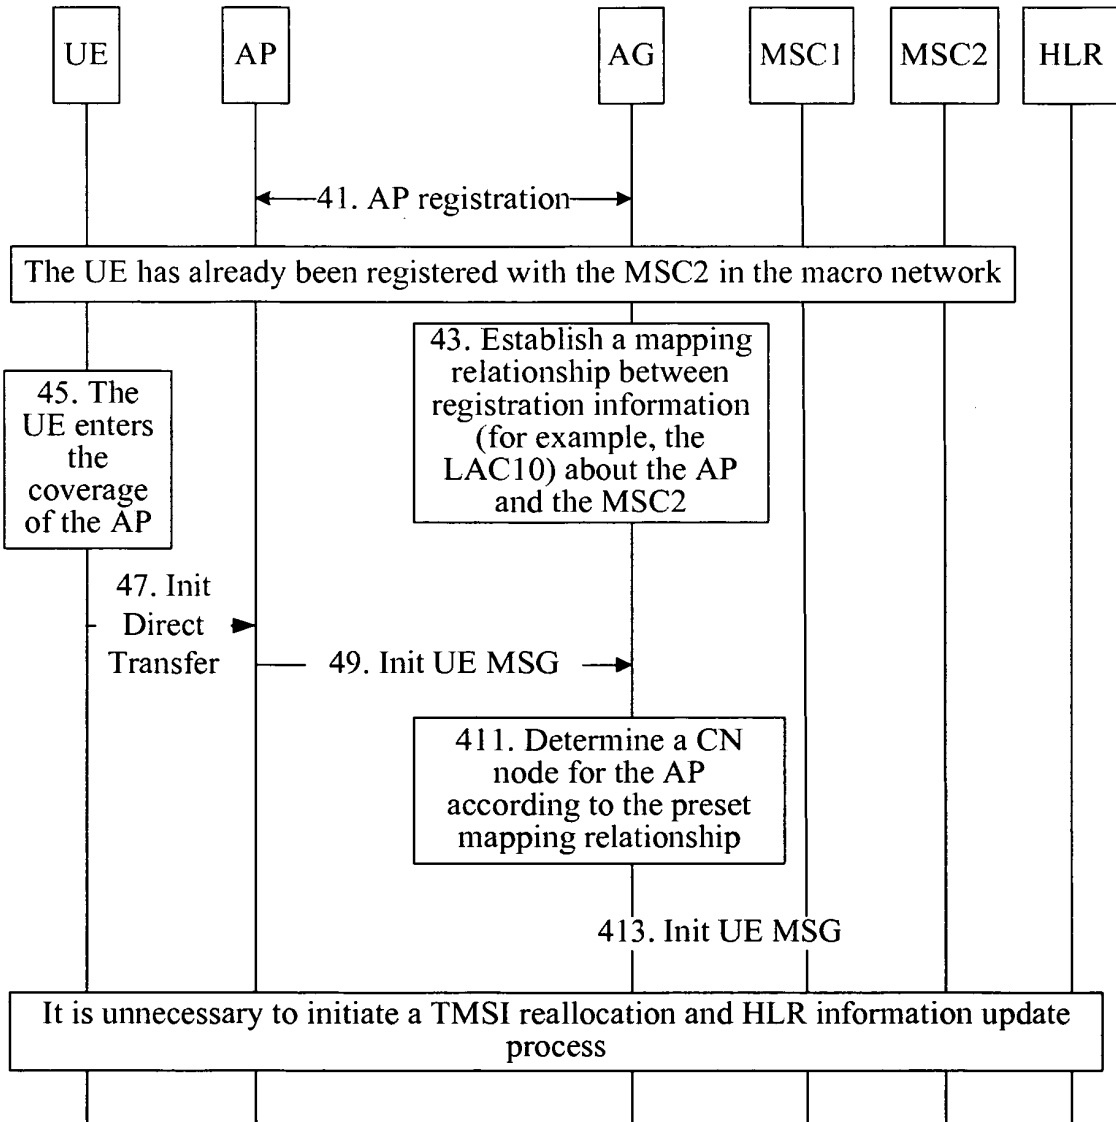 UE AP AG MSC1 MSC2 HLR
41. AP registration
The UE has already been registered with the MSC2 in the macro network
43. Establish a mapping
relationship between
registration information
(for example, the
LAC10) about the AP
and the MSC2
45. The
UE enters
the
coverage
of the AP
47. Init
Direct
Transfer
49. Init UE MSG
411. Determine a CN
node for the AP
according to the preset
mapping relationship
413. Init UE MSG
It is unnecessary to initiate a TMSI reallocation and HLR information update
process